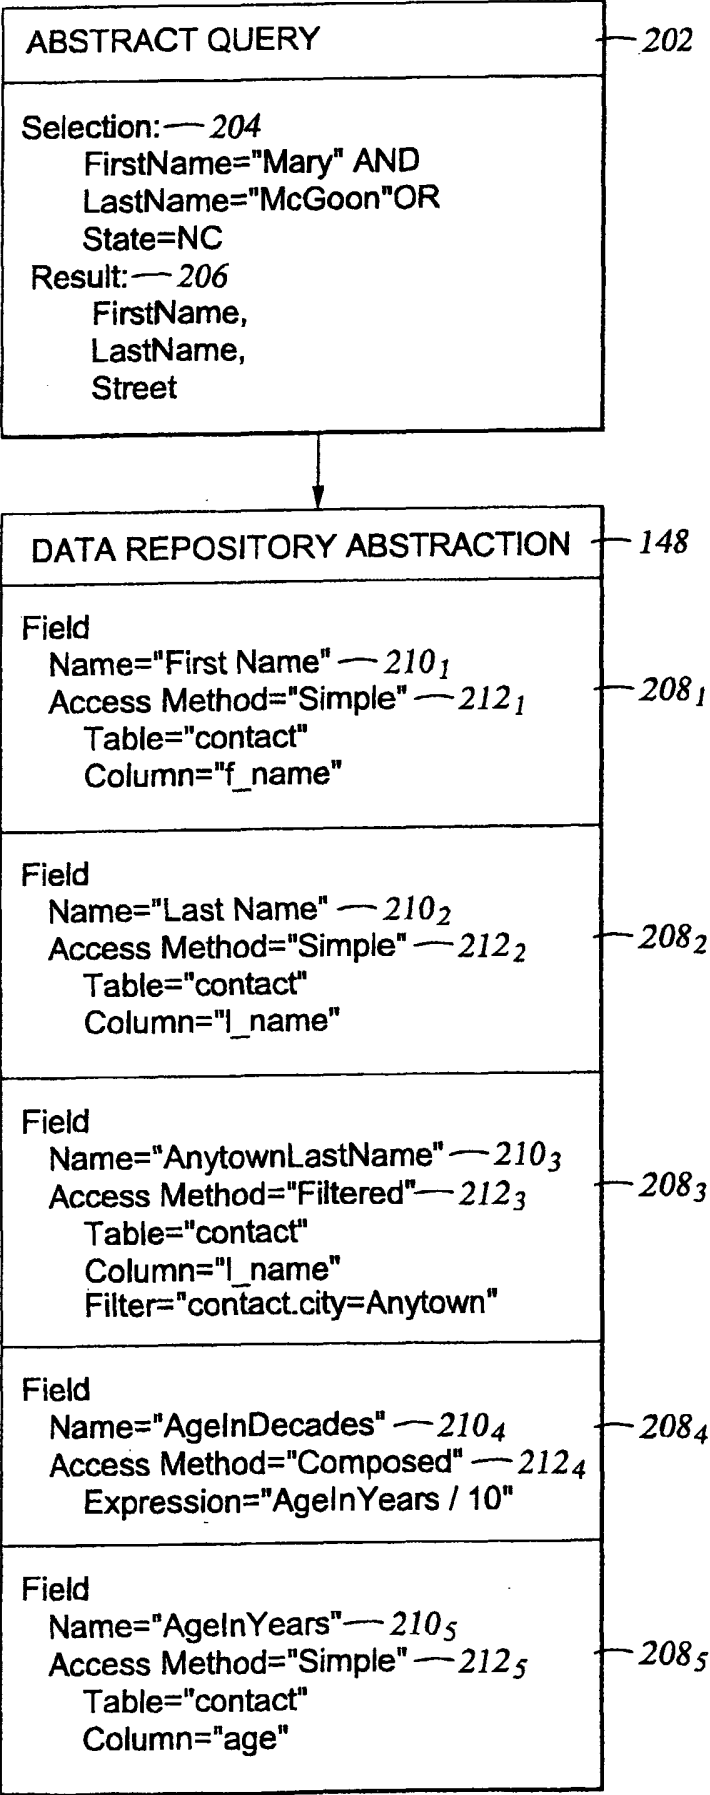 ABSTRACT QUERY 202
Selection: 204
FirstName="Mary" AND
LastName="McGoon"OR
State=NC
Result: 206
FirstName,
LastName,
Street
DATA REPOSITORY ABSTRACTION 148
Field
Name="First Name" 210₁
Access Method="Simple" 212₁ 208₁
Table="contact"
Column="f_name"
Field
Name="Last Name" 210₂
Access Method="Simple" 212₂ 208₂
Table="contact"
Column="l_name"
Field
Name="AnytownLastName" 210₃
Access Method="Filtered" 212₃ 208₃
Table="contact"
Column="l_name"
Filter="contact.city=Anytown"
Field
Name="AgeInDecades" 210₄ 208₄
Access Method="Composed" 212₄
Expression="AgeInYears / 10"
Field
Name="AgeInYears" 210₅
Access Method="Simple" 212₅ 208₅
Table="contact"
Column="age"